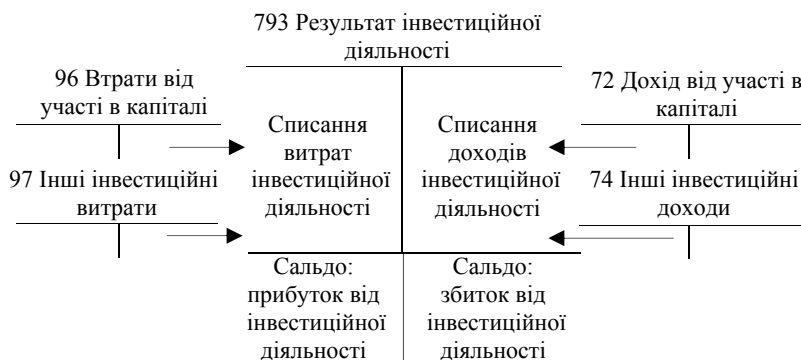 793 Результат інвестиційної
діяльності
96 Втрати від
участі в капіталі
72 Дохід від участі в
капіталі
Списання
витрат
інвестиційної
діяльності
Списання
доходів
інвестиційної
діяльності
97 Інші інвестиційні
витрати
74 Інші інвестиційні
доходи
Сальдо:
прибуток від
інвестиційної
діяльності
Сальдо:
збиток від
інвестиційної
діяльності